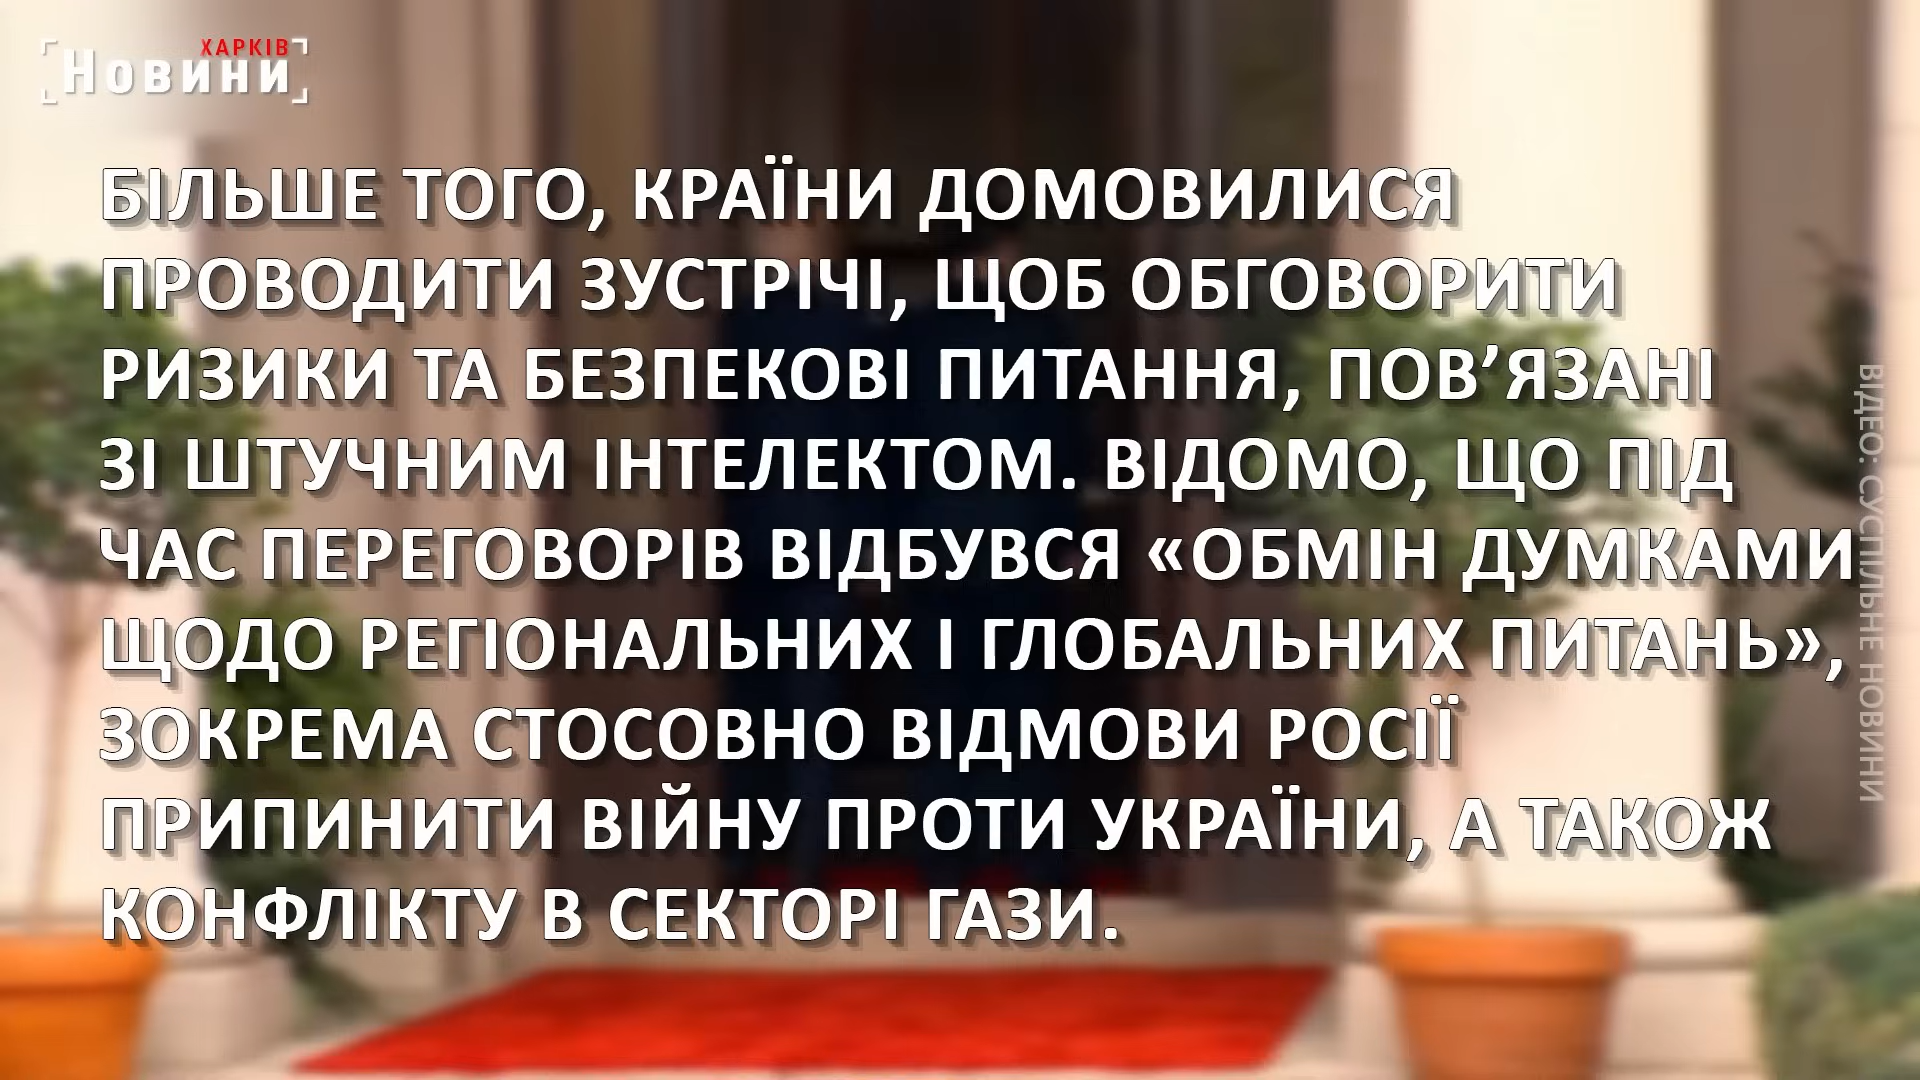 ХАРКІВ
Новини
БІЛЬШЕ ТОГО, КРАЇНИ ДОМОВИЛИСЯ
ПРОВОДИТИ ЗУСТРІЧІ, ЩОБ ОБГОВОРИТИ
РИЗИКИ ТА БЕЗПЕКОВІ ПИТАННЯ, ПОВ’ЯЗАНІ
ЗІ ШТУЧНИМ ІНТЕЛЕКТОМ. ВІДОМО, ЩО ПІД
ЧАС ПЕРЕГОВОРІВ ВІДБУВСЯ «ОБМІН ДУМКАМИ
ЩОДО РЕГІОНАЛЬНИХ І ГЛОБАЛЬНИХ ПИТАНЬ»,
ЗОКРЕМА СТОСОВНО ВІДМОВИ РОСІЇ
ПРИПИНИТИ ВІЙНУ ПРОТИ УКРАЇНИ, А ТАКОЖ
КОНФЛІКТУ В СЕКТОРІ ГАЗИ.
ВІДЕО: СУСПІЛЬНЕ НОВИНИ